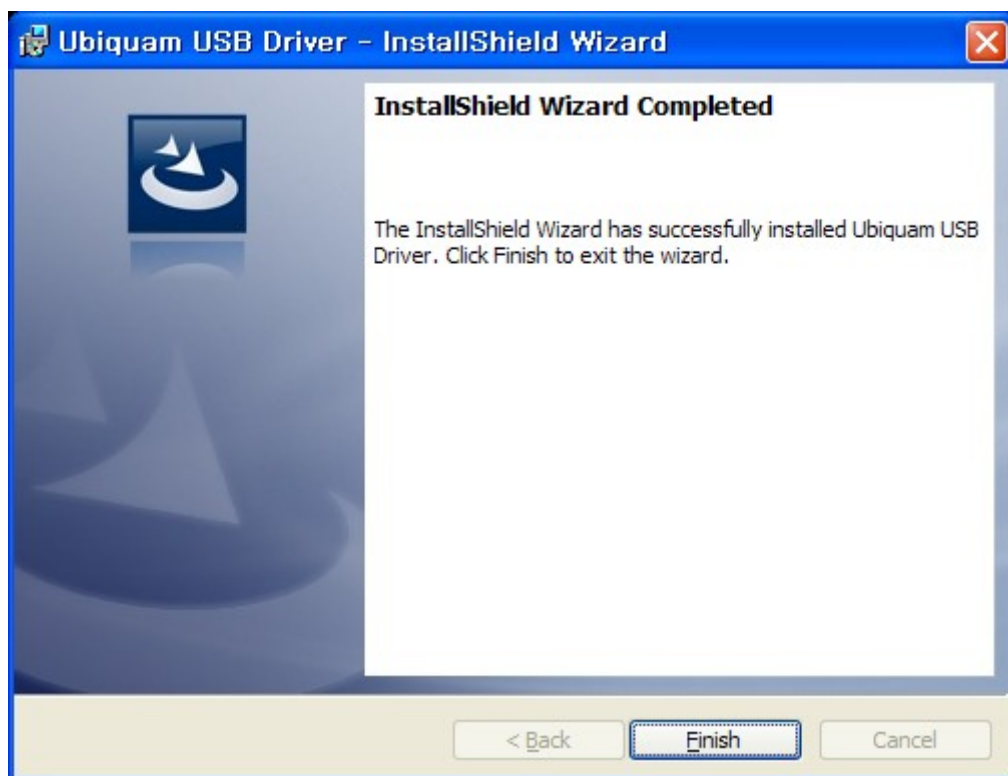 Ubiquam USB Driver - InstallShield Wizard
InstallShield Wizard Completed
The InstallShield Wizard has successfully installed Ubiquam USB
Driver. Click Finish to exit the wizard.
< Back
Finish
Cancel